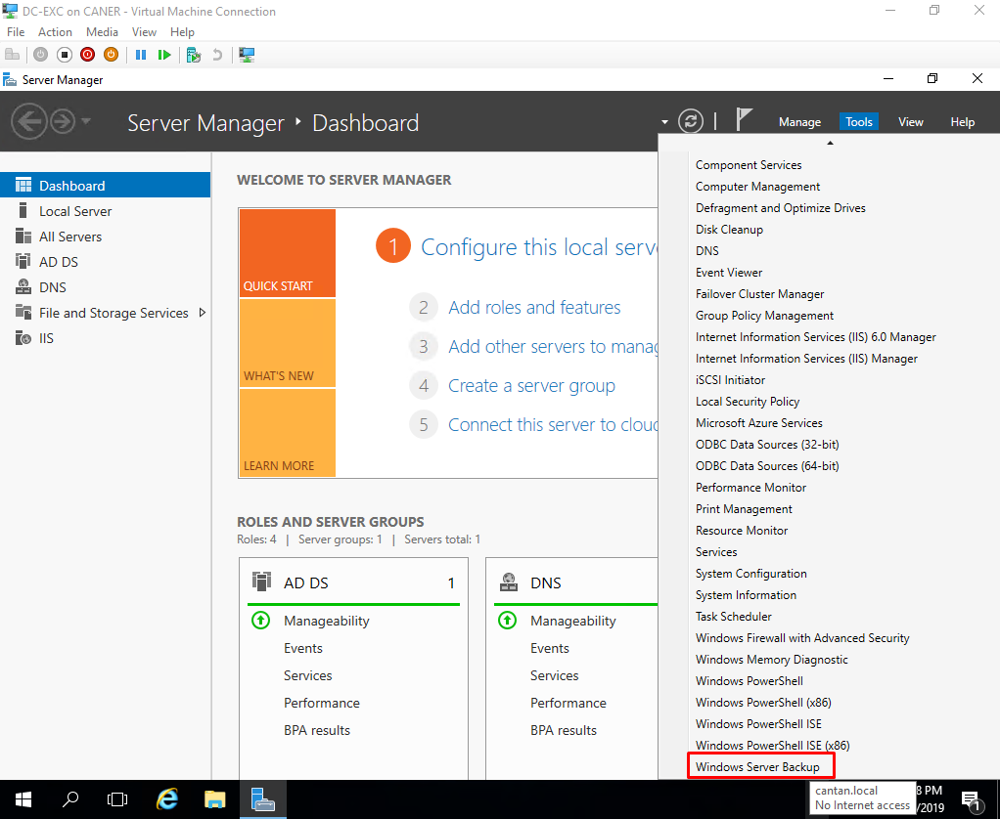 DC-EXC on CANER - Virtual Machine Connection
File Action Media View Help
Server Manager
Server Manager Dashboard
Manage Tools View Help
Dashboard
Local Server
All Servers
AD DS
DNS
File and Storage Services
IIS
WELCOME TO SERVER MANAGER
QUICK START
WHAT'S NEW
LEARN MORE
1 Configure this local serve
2 Add roles and features
3 Add other servers to manag
4 Create a server group
5 Connect this server to cloud
ROLES AND SERVER GROUPS
Roles: 4 | Server groups: 1 | Servers total: 1
AD DS 1
Manageability
Events
Services
Performance
BPA results
DNS
Manageability
Events
Services
Performance
BPA results
Component Services
Computer Management
Defragment and Optimize Drives
Disk Cleanup
DNS
Event Viewer
Failover Cluster Manager
Group Policy Management
Internet Information Services (IIS) 6.0 Manager
Internet Information Services (IIS) Manager
iSCSI Initiator
Local Security Policy
Microsoft Azure Services
ODBC Data Sources (32-bit)
ODBC Data Sources (64-bit)
Performance Monitor
Print Management
Resource Monitor
Services
System Configuration
System Information
Task Scheduler
Windows Firewall with Advanced Security
Windows Memory Diagnostic
Windows PowerShell
Windows PowerShell (x86)
Windows PowerShell ISE
Windows PowerShell ISE (x86)
Windows Server Backup
cantan.local
No Internet access
8 PM
/2019
1